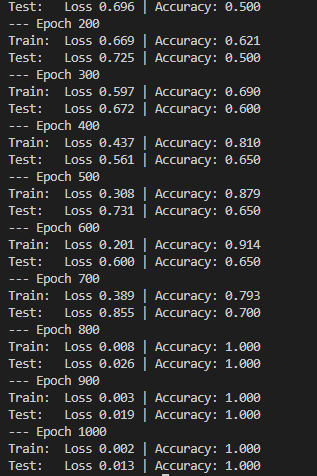 Test: Loss 0.696 | Accuracy: 0.500
--- Epoch 200
Train: Loss 0.669 | Accuracy: 0.621
Test: Loss 0.725 | Accuracy: 0.500
--- Epoch 300
Train: Loss 0.597 | Accuracy: 0.690
Test: Loss 0.672 | Accuracy: 0.600
--- Epoch 400
Train: Loss 0.437 | Accuracy: 0.810
Test: Loss 0.561 | Accuracy: 0.650
--- Epoch 500
Train: Loss 0.308 | Accuracy: 0.879
Test: Loss 0.731 | Accuracy: 0.650
--- Epoch 600
Train: Loss 0.201 | Accuracy: 0.914
Test: Loss 0.600 | Accuracy: 0.650
--- Epoch 700
Train: Loss 0.389 | Accuracy: 0.793
Test: Loss 0.855 | Accuracy: 0.700
--- Epoch 800
Train: Loss 0.008 | Accuracy: 1.000
Test: Loss 0.026 | Accuracy: 1.000
--- Epoch 900
Train: Loss 0.003 | Accuracy: 1.000
Test: Loss 0.019 | Accuracy: 1.000
--- Epoch 1000
Train: Loss 0.002 | Accuracy: 1.000
Test: Loss 0.013 | Accuracy: 1.000